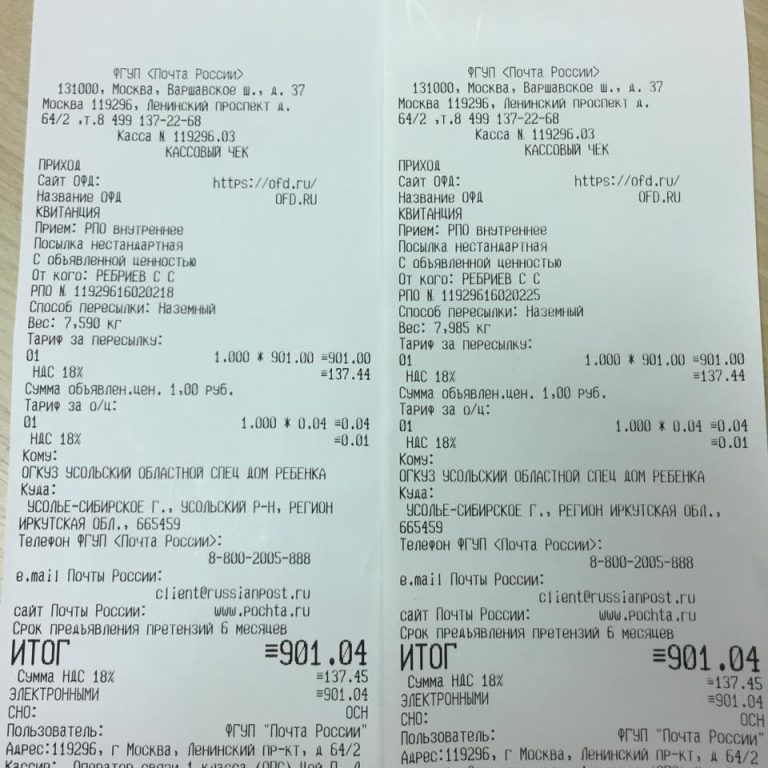 ФГУП <Почта России>
131000, Москва, Варшавское ш., д. 37
Москва 119296, Ленинский проспект д.
64/2 ,т.8 499 137-22-68
Касса № 119296.03
КАССОВЫЙ ЧЕК
ПРИХОД
Сайт ОФД: https://ofd.ru/
Название ОФД OFD.RU
КВИТАНЦИЯ
Прием: РПО внутреннее
Посылка нестандартная
С объявленной ценностью
От кого: РЕБРИЕВ С С
РПО № 11929616020218
Способ пересылки: Наземный
Вес: 7,590 кг
Тариф за пересылку:
01 1.000 * 901.00 =901.00
НДС 18% =137.44
Сумма объявлен.цен. 1,00 руб.
Тариф за о/ц:
01 1.000 * 0.04 =0.04
НДС 18% =0.01
Кому:
ОГКУЗ УСОЛЬСКИЙ ОБЛАСТНОЙ СПЕЦ ДОМ РЕБЕНКА
Куда:
УСОЛЬЕ-СИБИРСКОЕ Г., УСОЛЬСКИЙ Р-Н, РЕГИОН
ИРКУТСКАЯ ОБЛ., 665459
Телефон ФГУП <Почта России>:
8-800-2005-888
e.mail Почты России:
client@russianpost.ru
сайт Почты России: www.pochta.ru
Срок предъявления претензий 6 месяцев
ИТОГ =901.04
Сумма НДС 18% =137.45
ЭЛЕКТРОННЫМИ =901.04
СНО: ОСН
Пользователь: ФГУП "Почта России"
Адрес:119296, г Москва, Ленинский пр-кт, д 64/2
Кассир: Оператор связи 1 класса (ОПС) Цой Л. Д
ФГУП <Почта России>
131000, Москва, Варшавское ш., д. 37
Москва 119296, Ленинский проспект д.
64/2 ,т.8 499 137-22-68
Касса № 119296.03
КАССОВЫЙ ЧЕК
ПРИХОД
Сайт ОФД: https://ofd.ru/
Название ОФД OFD.RU
КВИТАНЦИЯ
Прием: РПО внутреннее
Посылка нестандартная
С объявленной ценностью
От кого: РЕБРИЕВ С С
РПО № 11929616020225
Способ пересылки: Наземный
Вес: 7,985 кг
Тариф за пересылку:
01 1.000 * 901.00 =901.00
НДС 18% =137.44
Сумма объявлен.цен. 1,00 руб.
Тариф за о/ц:
01 1.000 * 0.04 =0.04
НДС 18% =0.01
Кому:
ОГКУЗ УСОЛЬСКИЙ ОБЛАСТНОЙ СПЕЦ ДОМ РЕБЕНКА
Куда:
УСОЛЬЕ-СИБИРСКОЕ Г., РЕГИОН ИРКУТСКАЯ ОБЛ.,
665459
Телефон ФГУП <Почта России>:
8-800-2005-888
e.mail Почты России:
client@russianpost.ru
сайт Почты России: www.pochta.ru
Срок предъявления претензий 6 месяцев
ИТОГ =901.04
Сумма НДС 18% =137.45
ЭЛЕКТРОННЫМИ =901.04
СНО: ОСН
Пользователь: ФГУП "Почта России"
Адрес:119296, г Москва, Ленинский пр-кт, д 64/2